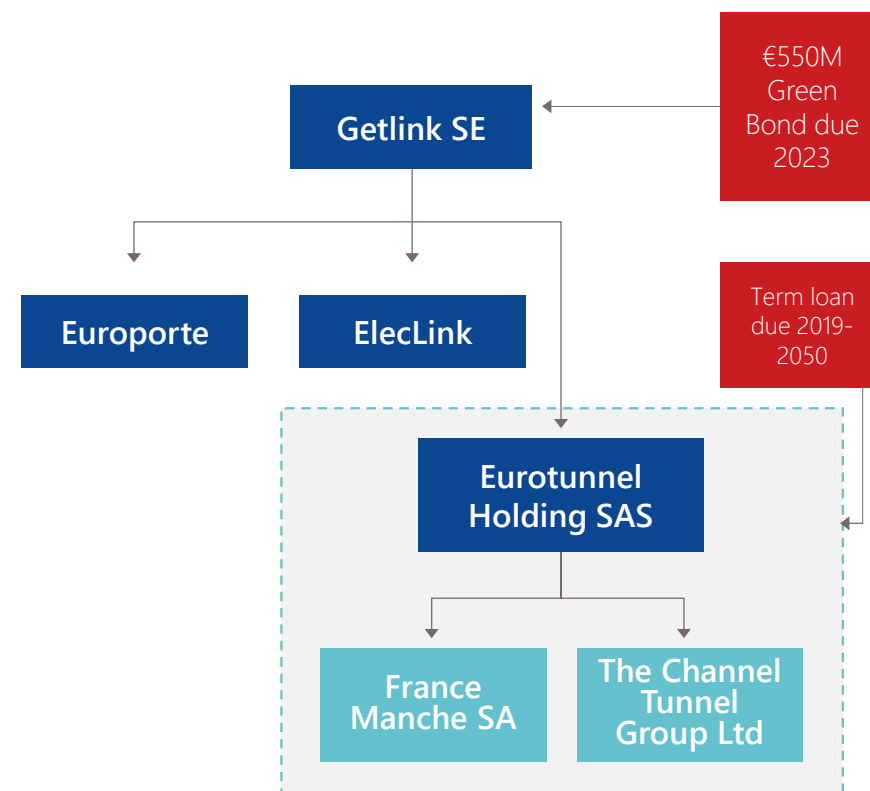 €550M
Green
Bond due
2023
Getlink SE
Term loan
due 2019-
2050
Europorte
ElecLink
Eurotunnel
Holding SAS
France
Manche SA
The Channel
Tunnel
Group Ltd